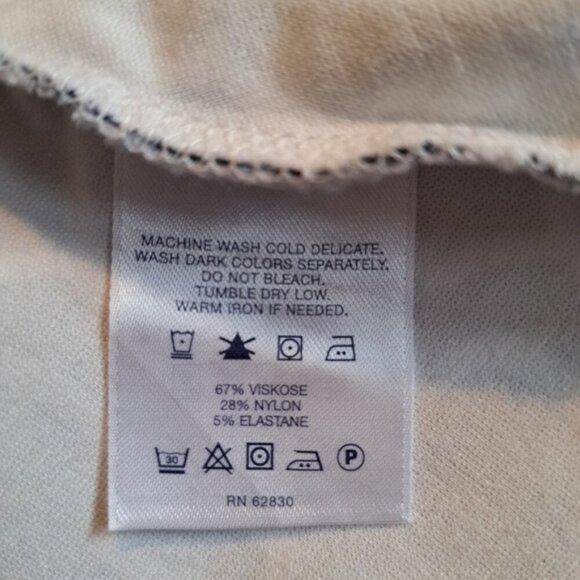 MACHINE WASH COLD DELICATE.
WASH DARK COLORS SEPARATELY.
DO NOT BLEACH.
TUMBLE DRY LOW.
WARM IRON IF NEEDED.
67% VISKOSE
28% NYLON
5% ELASTANE
30 P
RN 62830